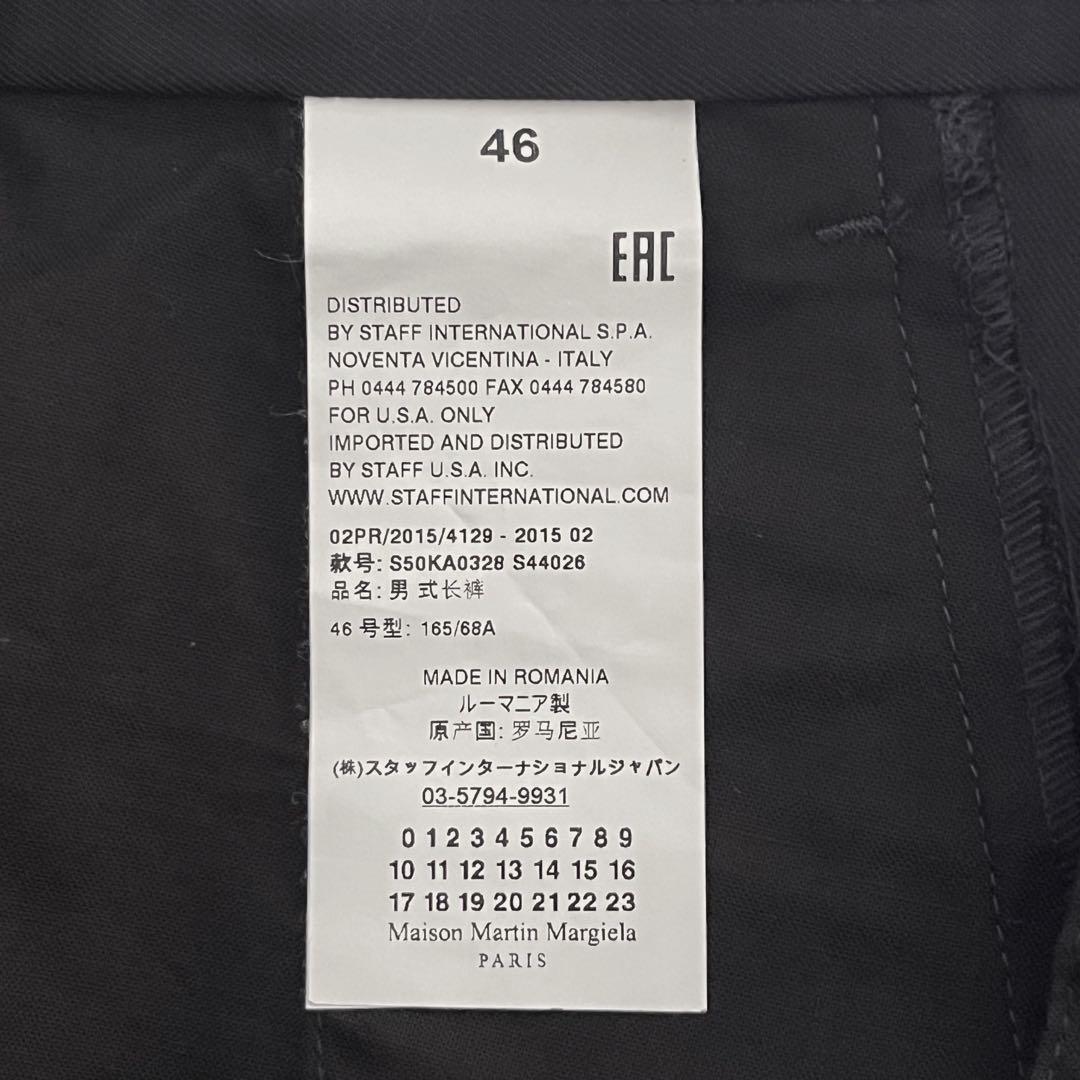 46
EAC
DISTRIBUTED
BY STAFF INTERNATIONAL S.P.A.
NOVENTA VICENTINA - ITALY
PH 0444 784500 FAX 0444 784580
FOR U.S.A. ONLY
IMPORTED AND DISTRIBUTED
BY STAFF U.S.A. INC.
WWW.STAFFINTERNATIONAL.COM
02PR/2015/4129 - 2015 02
款号: S50KA0328 S44026
品名: 男 式长裤
46 号型: 165/68A
MADE IN ROMANIA
ルーマニア製
原产国: 罗马尼亚
(株)スタッフインターナショナルジャパン
03-5794-9931
0 1 2 3 4 5 6 7 8 9
10 11 12 13 14 15 16
17 18 19 20 21 22 23
Maison Martin Margiela
PARIS